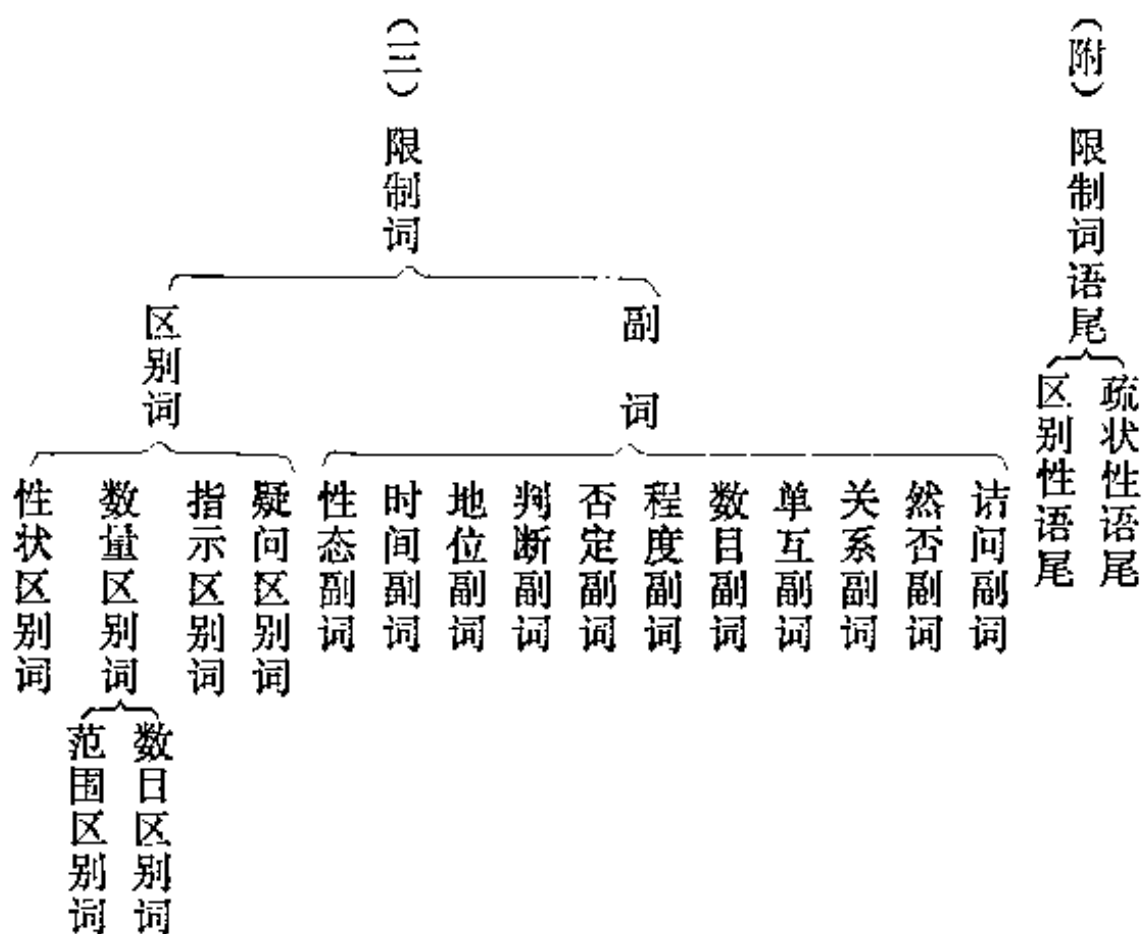 （三）限制词
区别词
性状区别词
数量区别词
范围区别词
数日区别词
指示区别词
疑问区别词
副词
性态副词
时间副词
地位副词
判断副词
否定副词
程度副词
数目副词
单互副词
关系副词
然否副词
诘问副词
（附）限制词语尾
区别性语尾
疏状性语尾